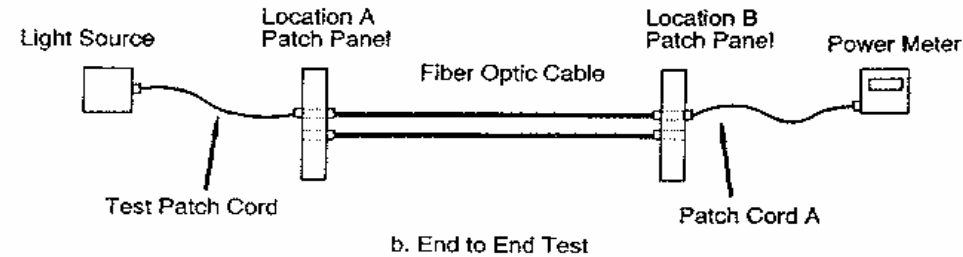 Light Source
Location A
Patch Panel
Fiber Optic Cable
Location B
Patch Panel
Power Meter
Test Patch Cord
Patch Cord A
b. End to End Test